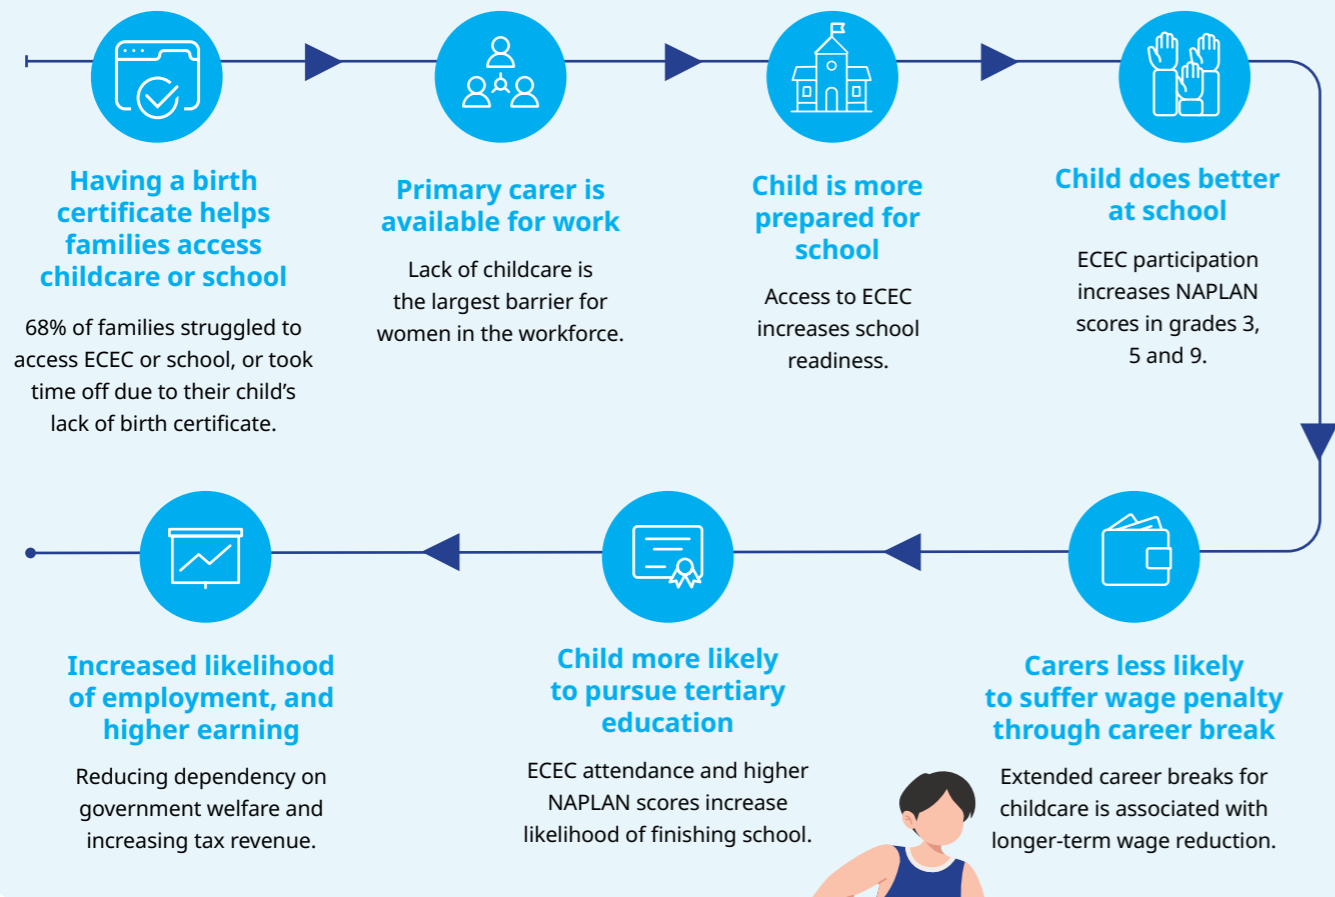 Having a birth
certificate helps
families access
childcare or school
68% of families struggled to
access ECEC or school, or took
time off due to their child’s
lack of birth certificate.
Primary carer is
available for work
Lack of childcare is
the largest barrier for
women in the workforce.
Child is more
prepared for
school
Access to ECEC
increases school
readiness.
Child does better
at school
ECEC participation
increases NAPLAN
scores in grades 3,
5 and 9.
Carers less likely
to suffer wage penalty
through career break
Extended career breaks for
childcare is associated with
longer-term wage reduction.
Child more likely
to pursue tertiary
education
ECEC attendance and higher
NAPLAN scores increase
likelihood of finishing school.
Increased likelihood
of employment, and
higher earning
Reducing dependency on
government welfare and
increasing tax revenue.